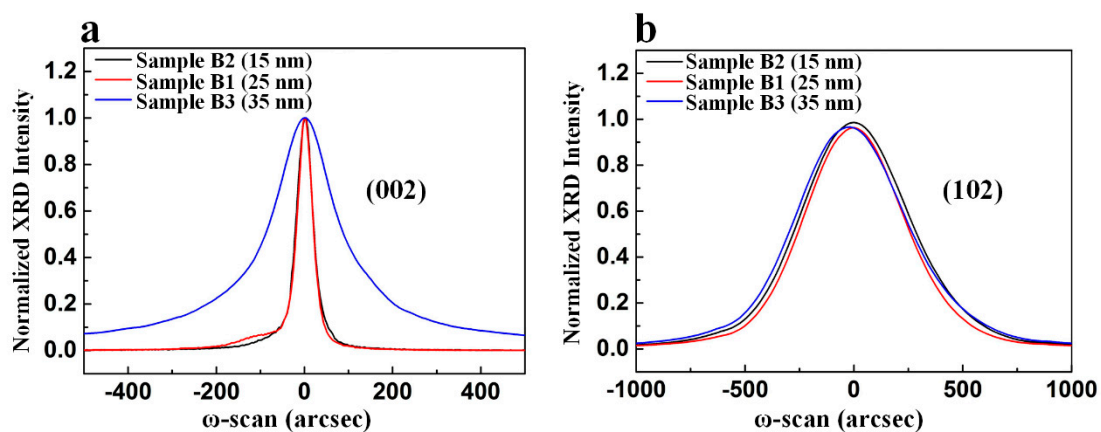 a
Sample B2 (15 nm)
Sample B1 (25 nm)
Sample B3 (35 nm)
(002)
Normalized XRD Intensity
1.2
1.0
0.8
0.6
0.4
0.2
0.0
-400 -200 0 200 400
ω-scan (arcsec)
b
Sample B2 (15 nm)
Sample B1 (25 nm)
Sample B3 (35 nm)
(102)
Normalized XRD Intensity
1.2
1.0
0.8
0.6
0.4
0.2
0.0
-1000 -500 0 500 1000
ω-scan (arcsec)